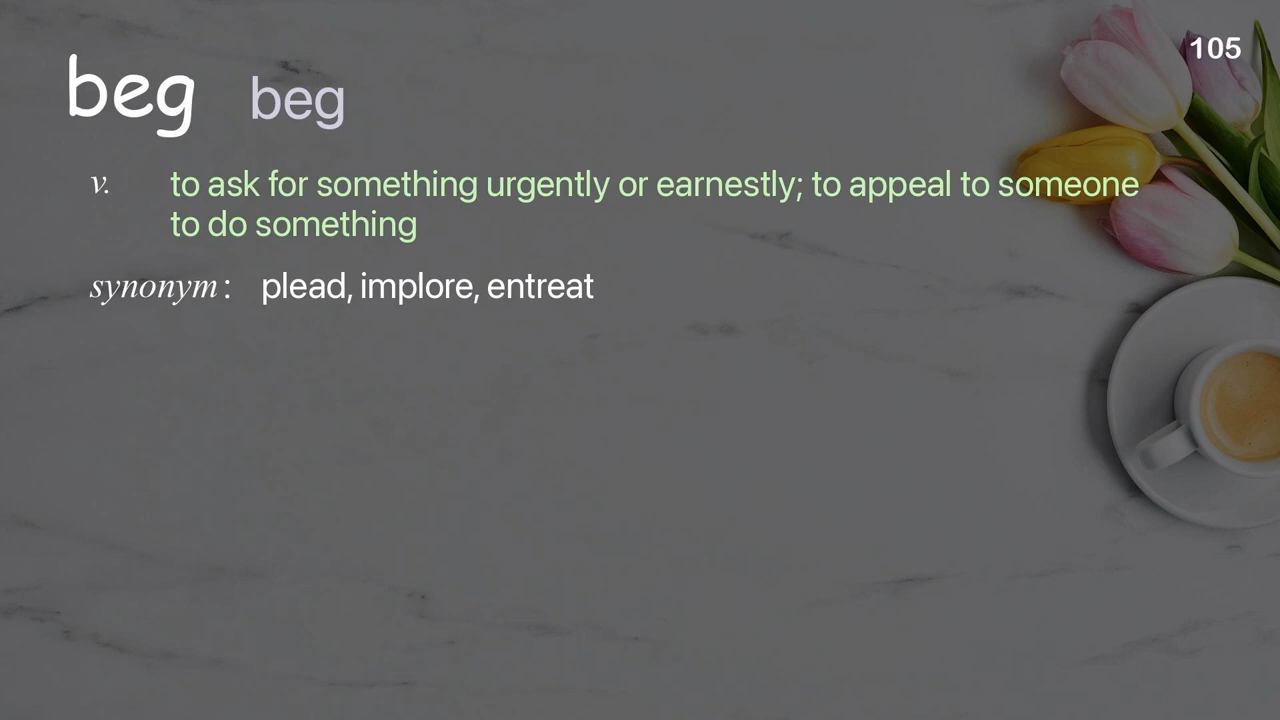 105
beg beg
v. to ask for something urgently or earnestly; to appeal to someone
to do something
synonym : plead, implore, entreat